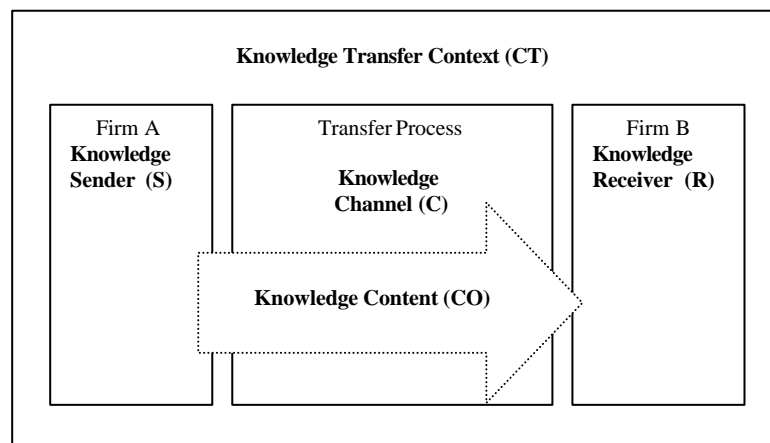 Knowledge Transfer Context (CT)
Firm A
Knowledge
Sender (S)
Transfer Process
Knowledge
Channel (C)
Firm B
Knowledge
Receiver (R)
Knowledge Content (CO)